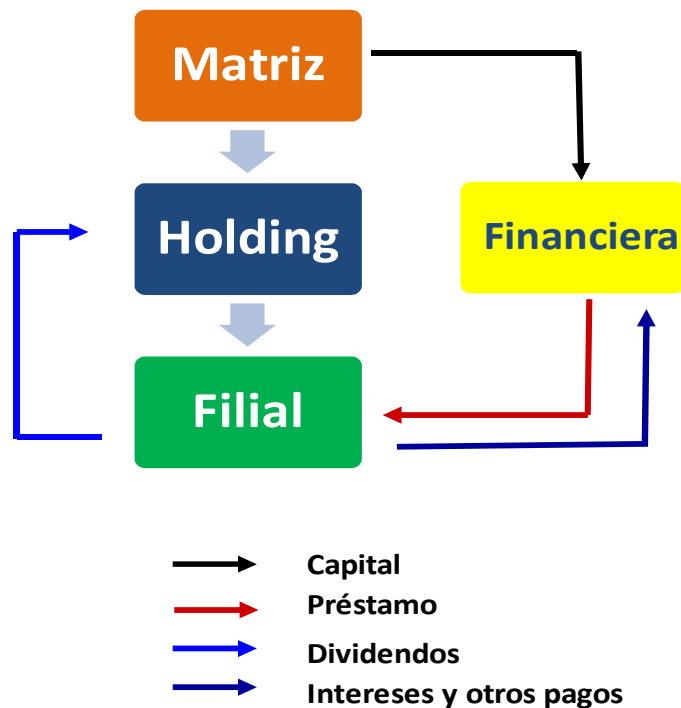 Matriz
Holding
Financiera
Filial
Capital
Préstamo
Dividendos
Intereses y otros pagos